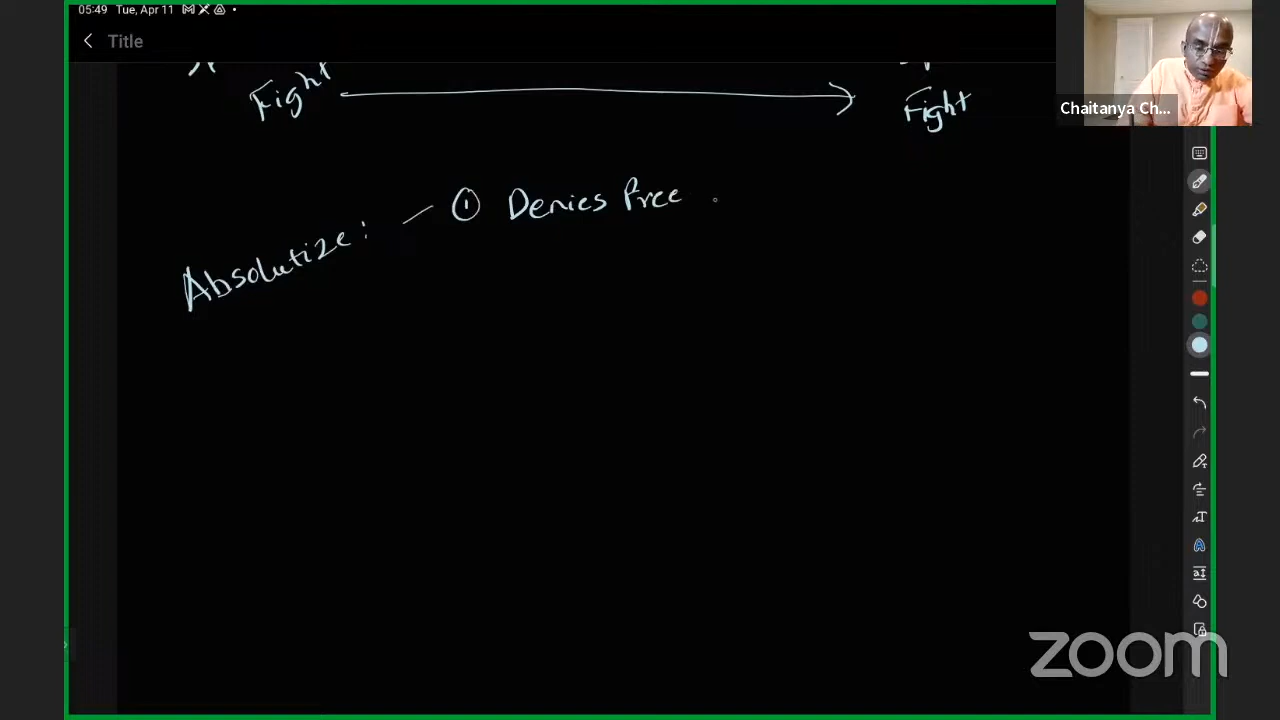 05:49 Tue, Apr 11
Title
Fight
Fight
Chaitanya Ch...
① Denies free
Absolutize:
zoom